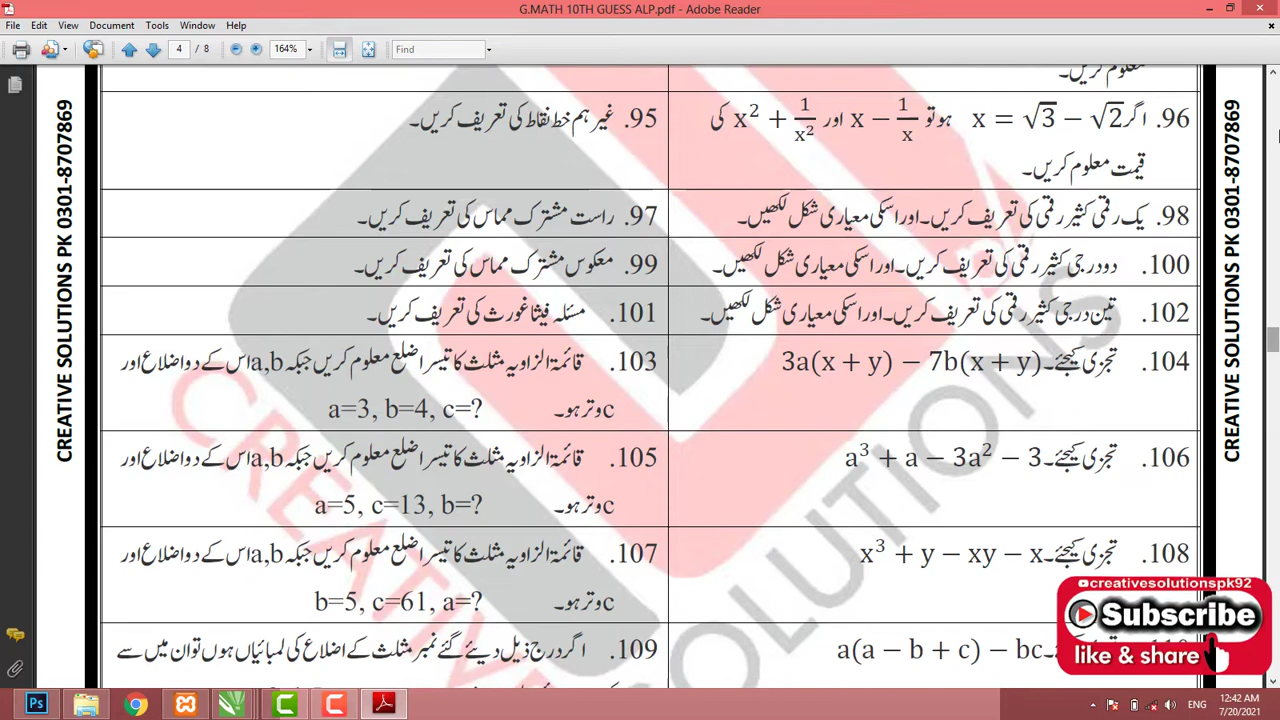 G.MATH 10TH GUESS ALP.pdf - Adobe Reader
File Edit View Document Tools Window Help
4 / 8 164% Find
معلوم کریں۔
96. اگر x = √3 − √2 ہو تو x − 1/x اور x² + 1/x² کی
قیمت معلوم کریں۔
95. غیر ہم خط نقاط کی تعریف کریں۔
98. یک رقمی کثیر رقمی کی تعریف کریں۔ اور اسکی معیاری شکل لکھیں۔
97. راست مشترک مماس کی تعریف کریں۔
100. دو درجی کثیر رقمی کی تعریف کریں۔ اور اسکی معیاری شکل لکھیں۔
99. معکوس مشترک مماس کی تعریف کریں۔
102. تین درجی کثیر رقمی کی تعریف کریں۔ اور اسکی معیاری شکل لکھیں۔
101. مسئلہ فیثاغورث کی تعریف کریں۔
104. تجزی کیجئے۔ 3a(x + y) − 7b(x + y)
103. قائمۃ الزاویہ مثلث کا تیسرا ضلع معلوم کریں جبکہ a,b اس کے دو اضلاع اور
c وتر ہو۔ a=3, b=4, c=?
106. تجزی کیجئے۔ a³ + a − 3a² − 3
105. قائمۃ الزاویہ مثلث کا تیسرا ضلع معلوم کریں جبکہ a,b اس کے دو اضلاع اور
c وتر ہو۔ a=5, c=13, b=?
108. تجزی کیجئے۔ x³ + y − xy − x
107. قائمۃ الزاویہ مثلث کا تیسرا ضلع معلوم کریں جبکہ a,b اس کے دو اضلاع اور
c وتر ہو۔ b=5, c=61, a=?
a(a − b + c) − bc
109. اگر درج ذیل دیئے گئے نمبر مثلث کے اضلاع کی لمبائیاں ہوں تو ان میں سے
CREATIVE SOLUTIONS PK 0301-8707869
CREATIVE SOLUTIONS PK 0301-8707869
CREATIVE SOLUTIONS
creativesolutionspk92
Subscribe
like & share
Ps
ENG
12:42 AM
7/20/2021